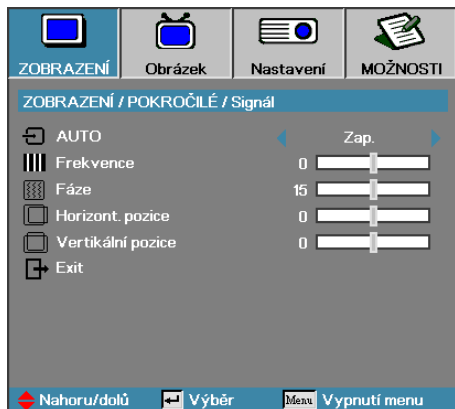 ZOBRAZENÍ Obrázek Nastavení MOŽNOSTI
ZOBRAZENÍ / POKROČILÉ / Signál
AUTO Zap.
Frekvence 0
Fáze 15
Horizont. pozice 0
Vertikální pozice 0
Exit
Nahoru/dolů Výběr Menu Vypnutí menu